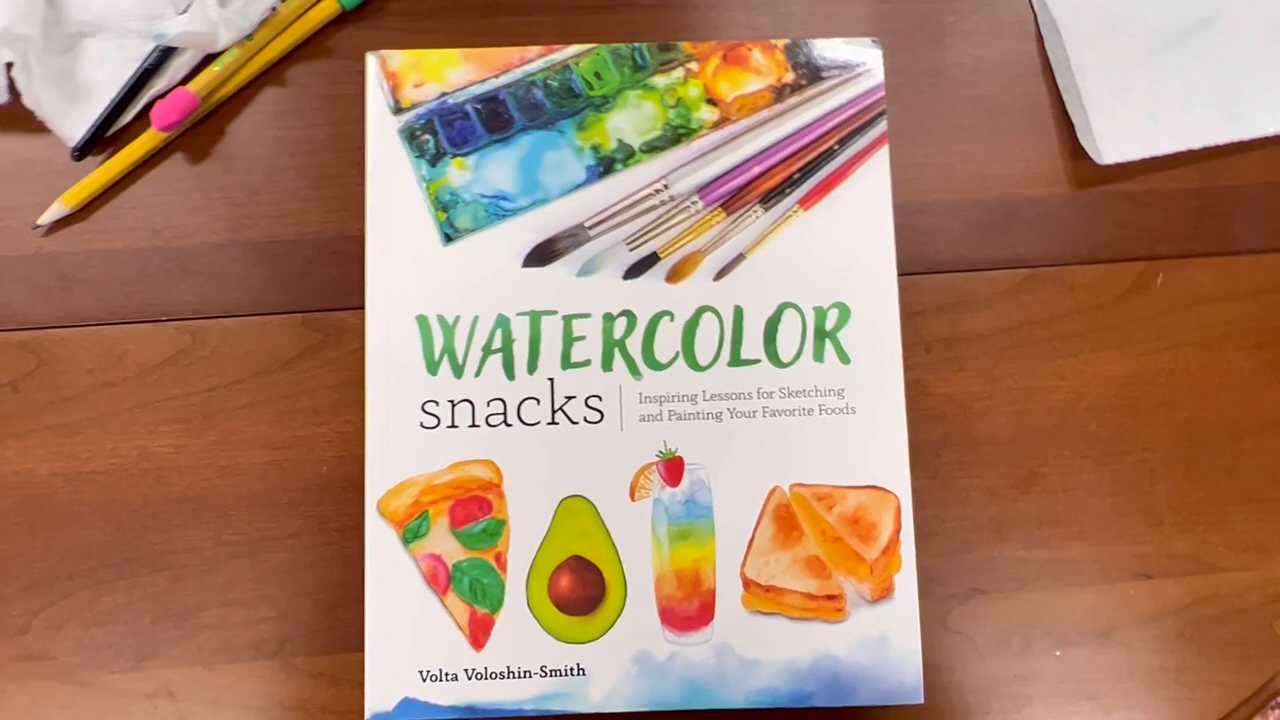 WATERCOLOR
snacks
Inspiring Lessons for Sketching
and Painting Your Favorite Foods
Volta Voloshin-Smith